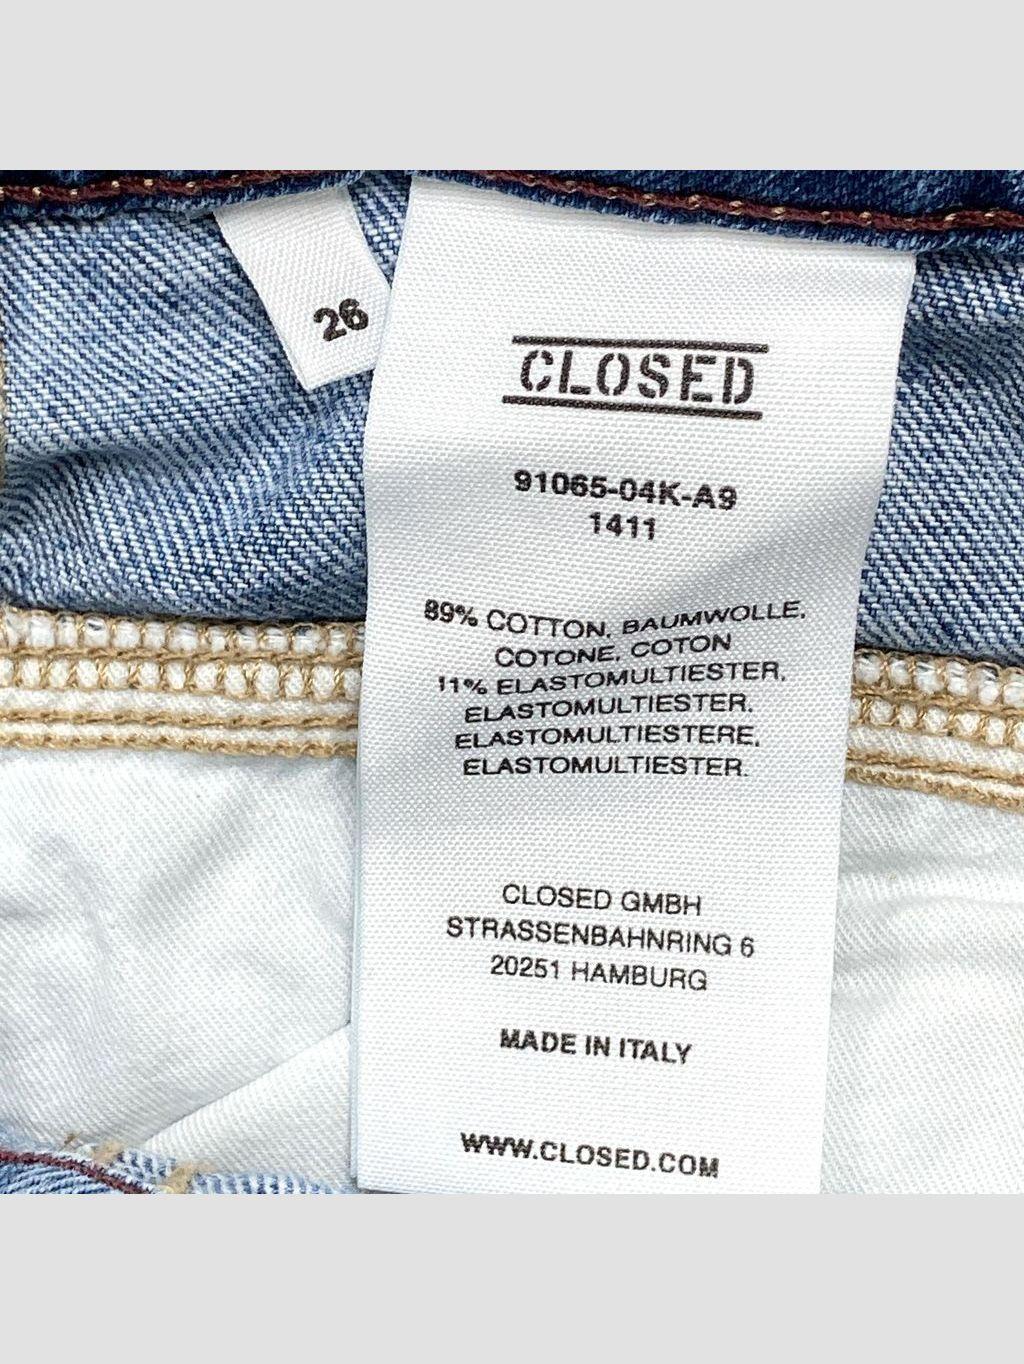 26
CLOSED
91065-04K-A9
1411
89% COTTON, BAUMWOLLE,
COTONE, COTON
11% ELASTOMULTIESTER,
ELASTOMULTIESTER,
ELASTOMULTIESTERE,
ELASTOMULTIESTER.
CLOSED GMBH
STRASSENBAHNRING 6
20251 HAMBURG
MADE IN ITALY
WWW.CLOSED.COM